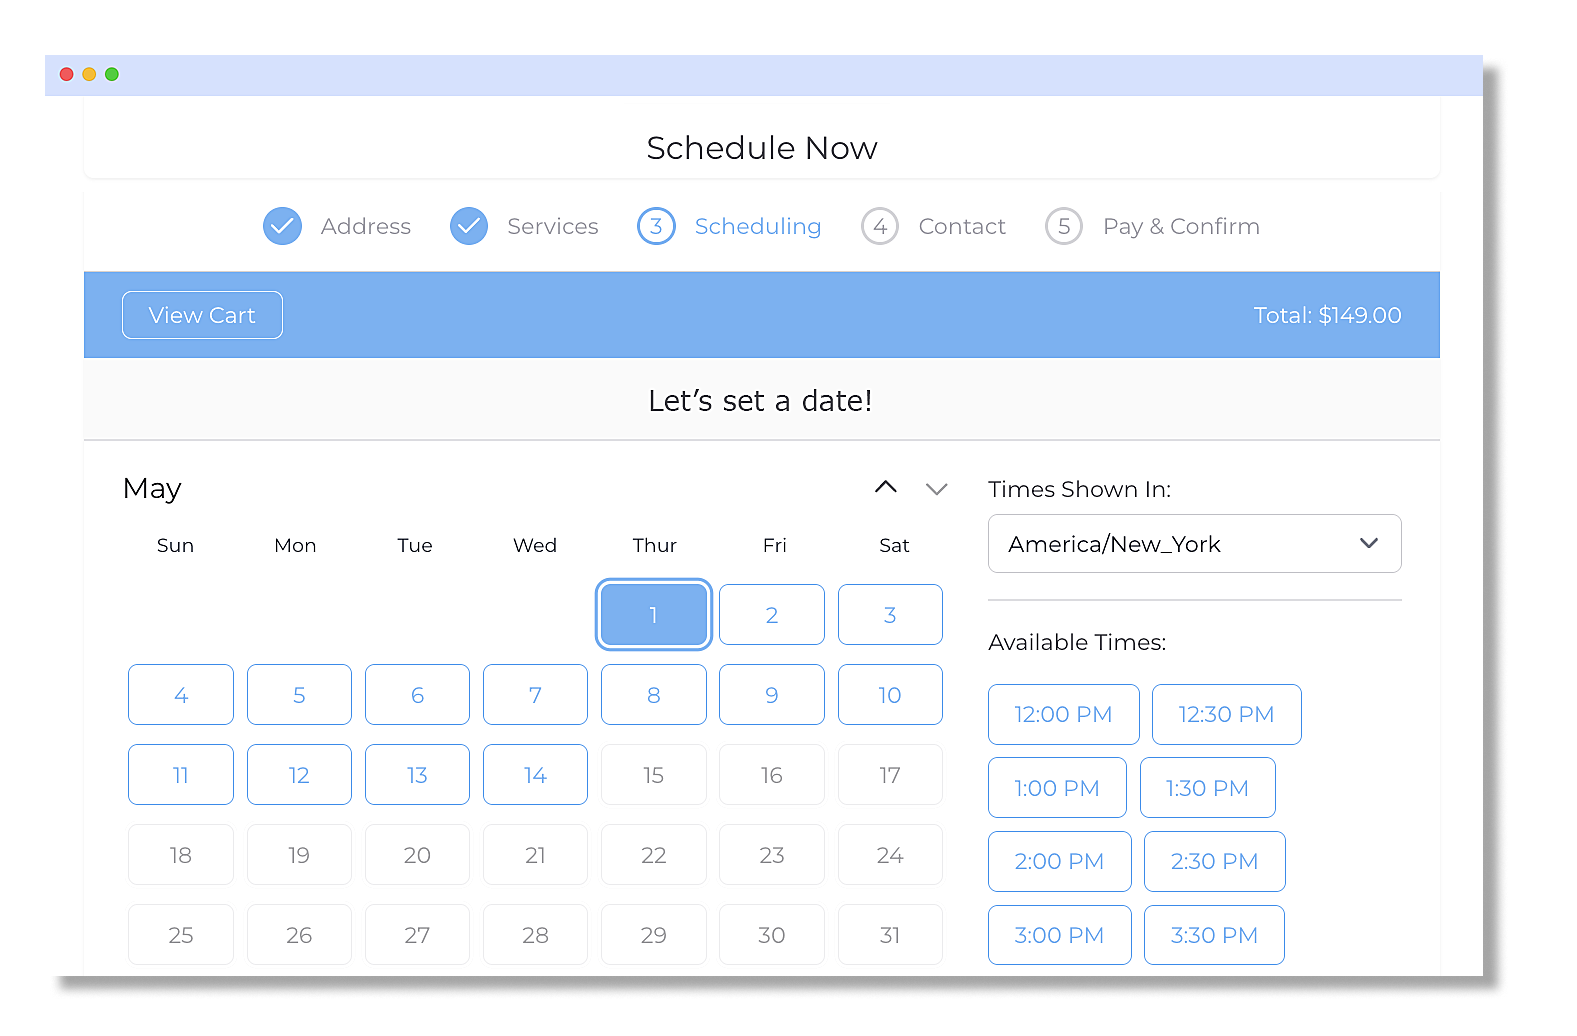 Schedule Now
Address Services 3 Scheduling 4 Contact 5 Pay & Confirm
View Cart Total: $149.00
Let's set a date!
May
Sun Mon Tue Wed Thur Fri Sat
1 2 3
4 5 6 7 8 9 10
11 12 13 14 15 16 17
18 19 20 21 22 23 24
25 26 27 28 29 30 31
Times Shown In:
America/New_York
Available Times:
12:00 PM 12:30 PM
1:00 PM 1:30 PM
2:00 PM 2:30 PM
3:00 PM 3:30 PM